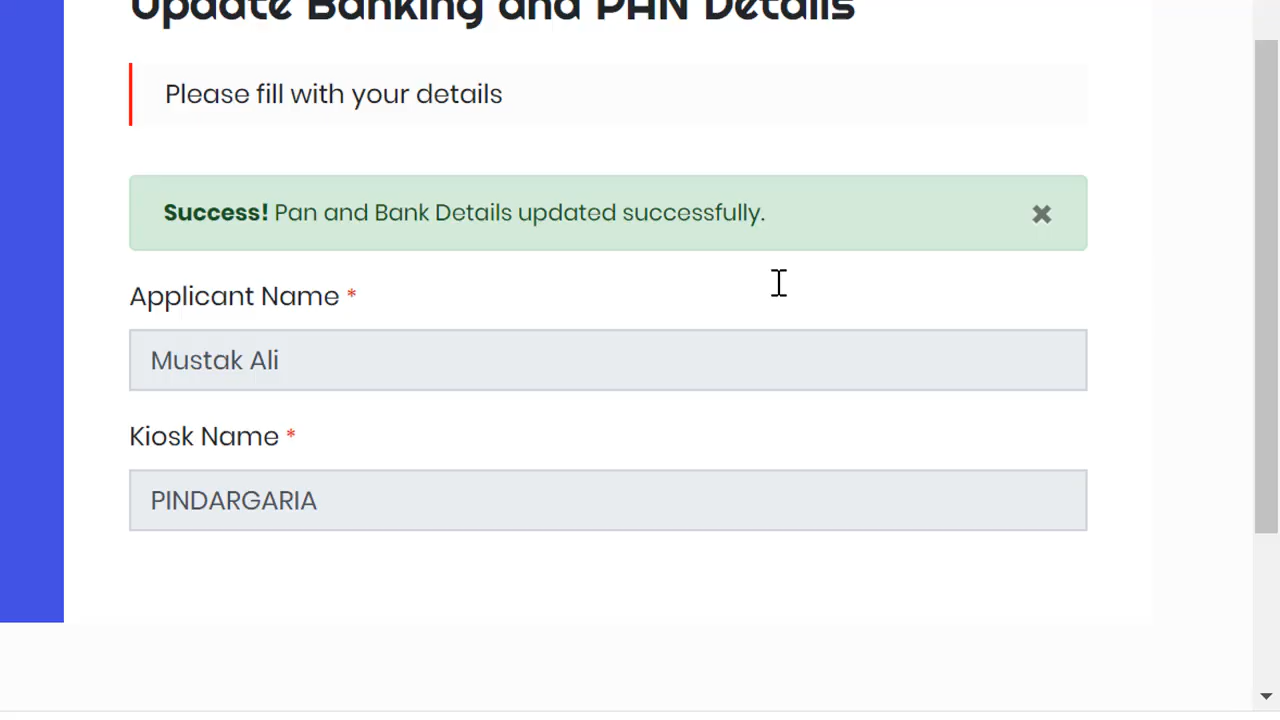 Update Banking and PAN Details
Please fill with your details
Success! Pan and Bank Details updated successfully. ✖
Applicant Name *
Mustak Ali
Kiosk Name *
PINDARGARIA